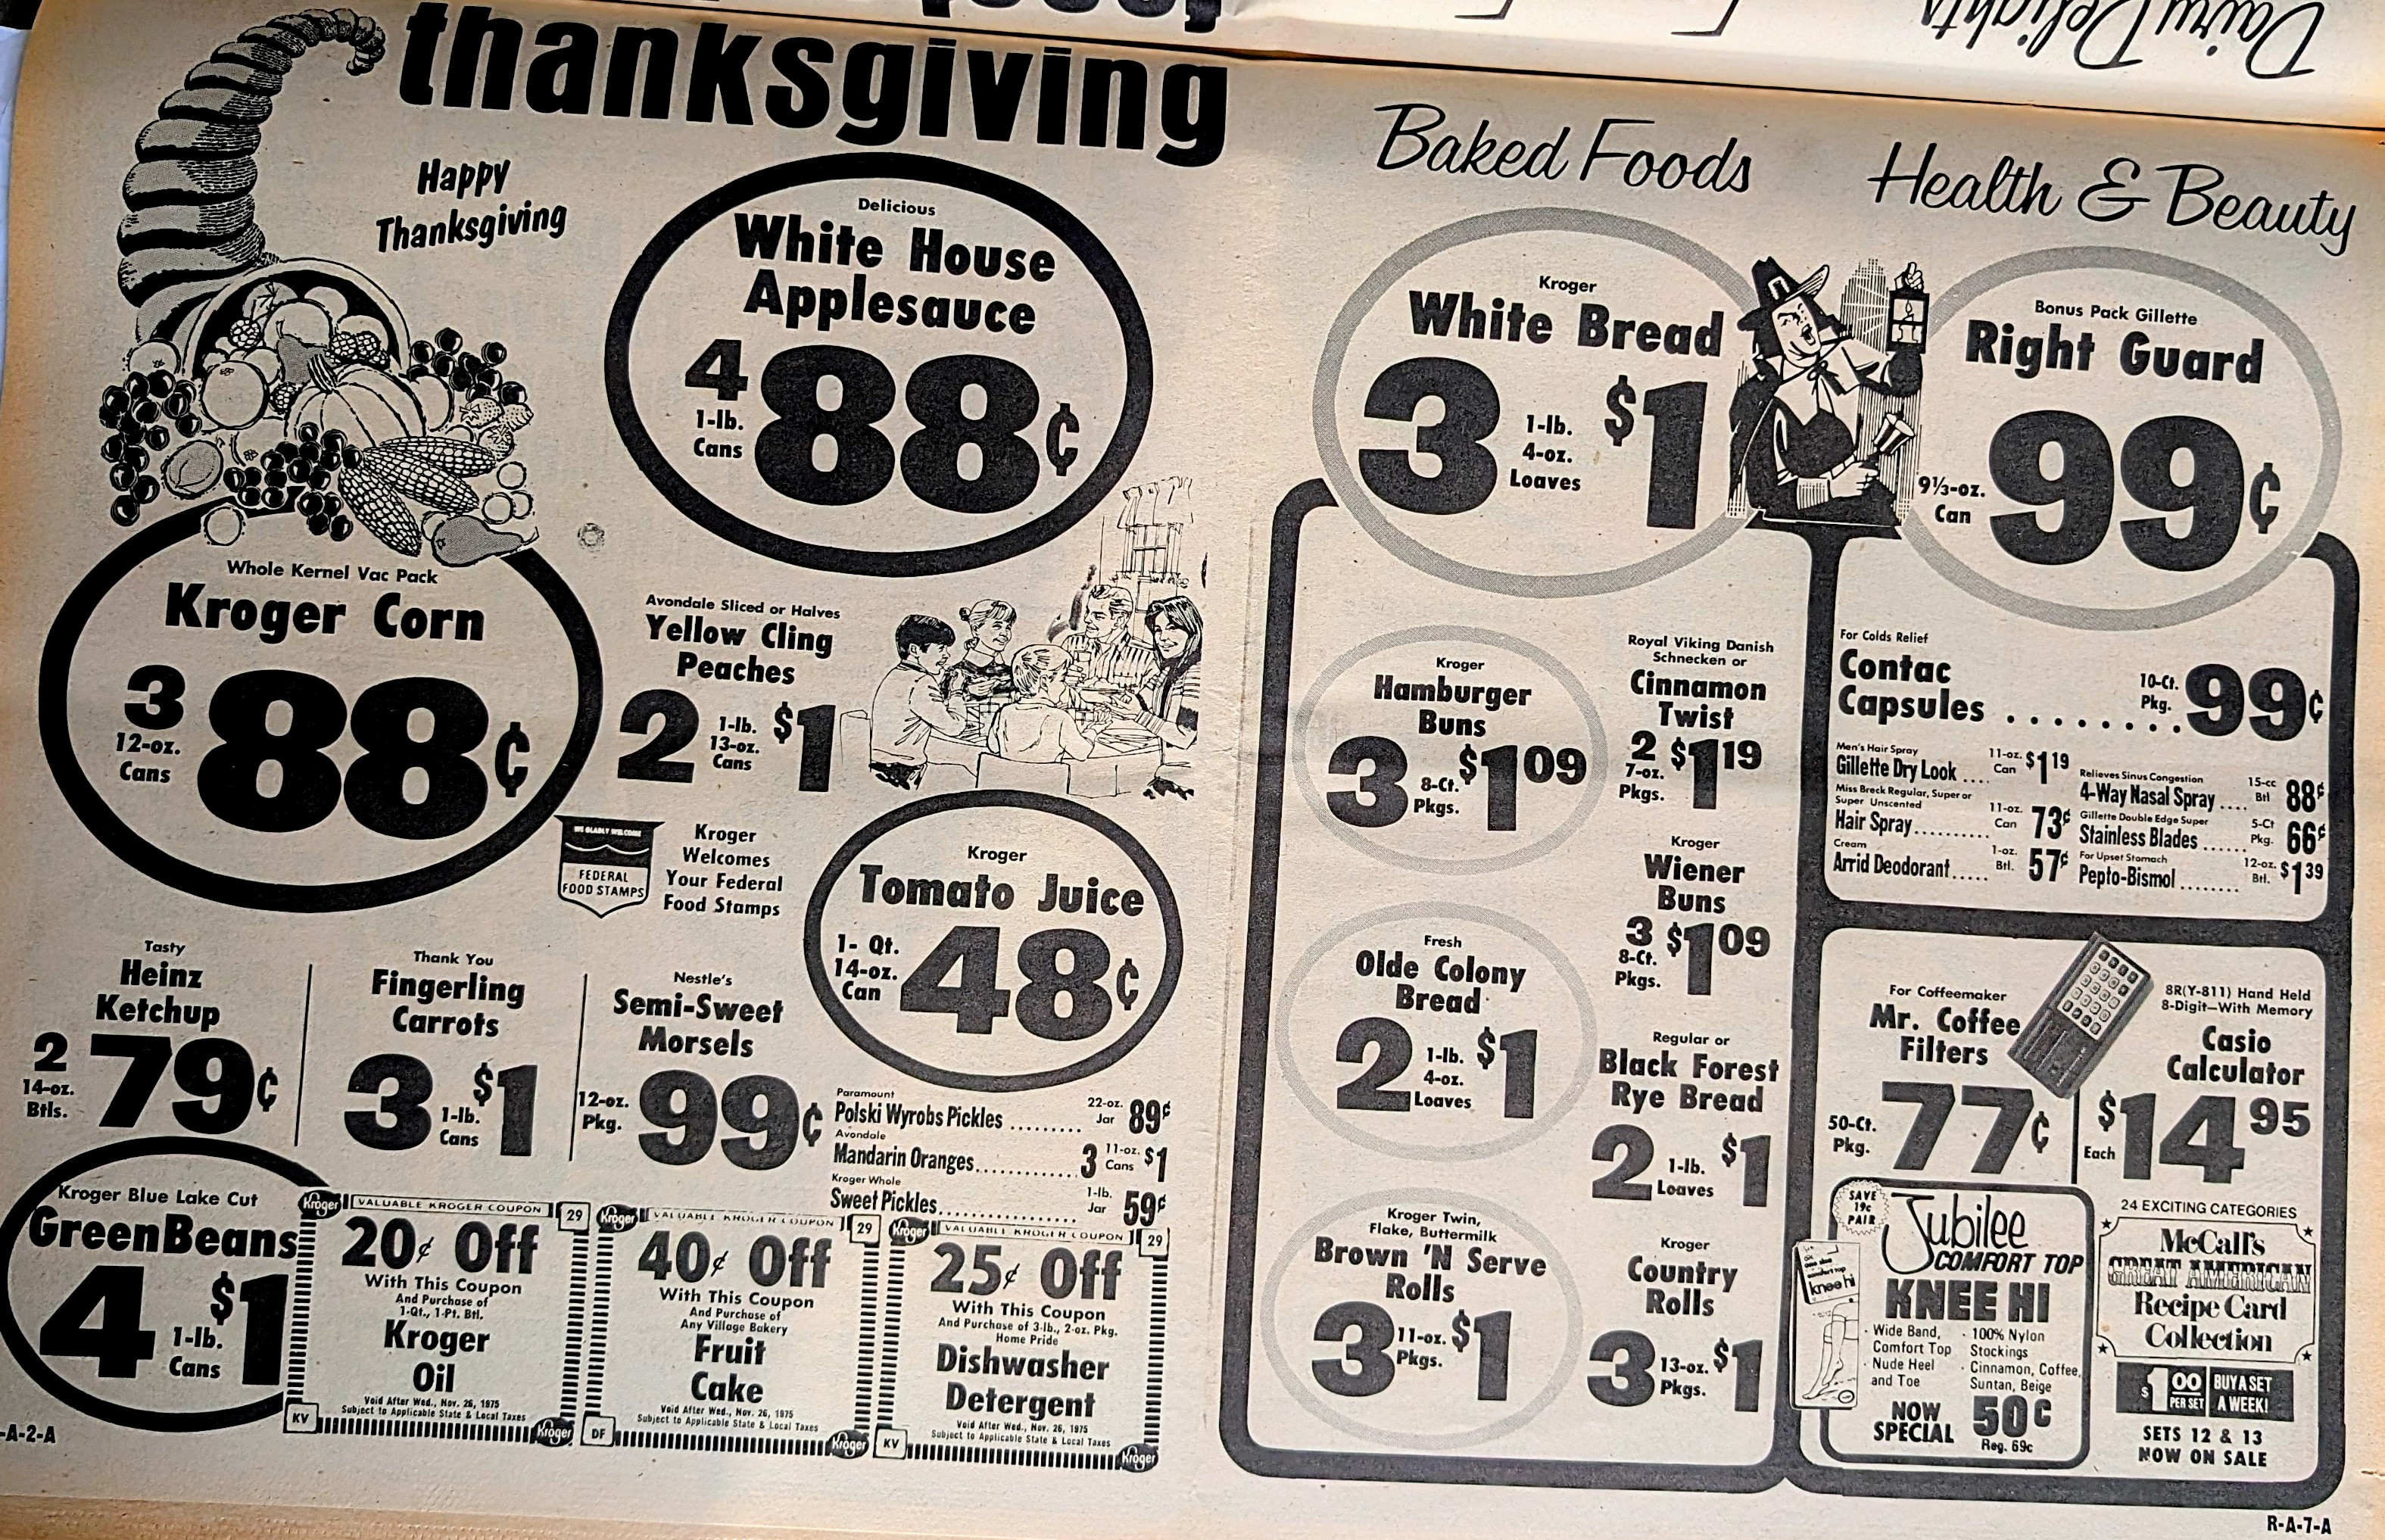 thanksgiving
Happy
Thanksgiving
Delicious
White House
Applesauce
4
1-lb.
Cans
88¢
Whole Kernel Vac Pack
Kroger Corn
3
12-oz.
Cans
88¢
Avondale Sliced or Halves
Yellow Cling
Peaches
2
1-lb.
13-oz.
Cans
$1
WE GLADLY WELCOME
FEDERAL
FOOD STAMPS
Kroger
Welcomes
Your Federal
Food Stamps
Kroger
Tomato Juice
1- Qt.
14-oz.
Can
48¢
Tasty
Heinz
Ketchup
2
14-oz.
Btls.
79¢
Thank You
Fingerling
Carrots
3
1-lb.
Cans
$1
Nestle's
Semi-Sweet
Morsels
12-oz.
Pkg.
99¢
Paramount
Polski Wyrobs Pickles ......... 22-oz. Jar 89¢
Avondale
Mandarin Oranges............. 3 11-oz. Cans $1
Kroger Whole
Sweet Pickles.................. 1-lb. Jar 59¢
Kroger Blue Lake Cut
Green Beans
4
1-lb.
Cans
$1
Kroger VALUABLE KROGER COUPON 29
20¢ Off
With This Coupon
And Purchase of
1-Qt., 1-Pt. Btl.
Kroger
Oil
Void After Wed., Nov. 26, 1975
Subject to Applicable State & Local Taxes
KV Kroger
Kroger VALUABLE KROGER COUPON 29
40¢ Off
With This Coupon
And Purchase of
Any Village Bakery
Fruit
Cake
Void After Wed., Nov. 26, 1975
Subject to Applicable State & Local Taxes
DF Kroger
Kroger VALUABLE KROGER COUPON 29
25¢ Off
With This Coupon
And Purchase of 3-lb., 2-oz. Pkg.
Home Pride
Dishwasher
Detergent
Void After Wed., Nov. 26, 1975
Subject to Applicable State & Local Taxes
KV Kroger
-A-2-A
Dairy Delights
Baked Foods
Kroger
White Bread
3
1-lb.
4-oz.
Loaves
$1
Kroger
Hamburger
Buns
3
8-Ct.
Pkgs.
$1 09
Royal Viking Danish
Schnecken or
Cinnamon
Twist
2
7-oz.
Pkgs.
$1 19
Kroger
Wiener
Buns
3
8-Ct.
Pkgs.
$1 09
Fresh
Olde Colony
Bread
2
1-lb.
4-oz.
Loaves
$1
Regular or
Black Forest
Rye Bread
2
1-lb.
Loaves
$1
Kroger Twin,
Flake, Buttermilk
Brown 'N Serve
Rolls
3
11-oz.
Pkgs.
$1
Kroger
Country
Rolls
3
13-oz.
Pkgs.
$1
Health & Beauty
Bonus Pack Gillette
Right Guard
9⅓-oz.
Can
99¢
For Colds Relief
Contac
Capsules ........ 10-Ct. Pkg. 99¢
Men's Hair Spray
Gillette Dry Look .... 11-oz. Can $1 19
Miss Breck Regular, Super or
Super Unscented
Hair Spray.......... 11-oz. Can 73¢
Cream
Arrid Deodorant..... 1-oz. Btl. 57¢
Relieves Sinus Congestion
4-Way Nasal Spray .... 15-cc Btl 88¢
Gillette Double Edge Super
Stainless Blades ...... 5-Ct Pkg. 66¢
For Upset Stomach
Pepto-Bismol ........ 12-oz. Btl. $1 39
For Coffeemaker
Mr. Coffee
Filters
50-Ct.
Pkg.
77¢
8R(Y-811) Hand Held
8-Digit—With Memory
Casio
Calculator
Each
$14 95
SAVE
19¢
PAIR
Jubilee
COMFORT TOP
knee hi
KNEE HI
· Wide Band,
Comfort Top
· Nude Heel
and Toe
· 100% Nylon
Stockings
· Cinnamon, Coffee,
Suntan, Beige
NOW
SPECIAL
50¢
Reg. 69¢
24 EXCITING CATEGORIES
McCall's
GREAT AMERICAN
Recipe Card
Collection
$1 00
PER SET
BUY A SET
A WEEK!
SETS 12 & 13
NOW ON SALE
R-A-7-A